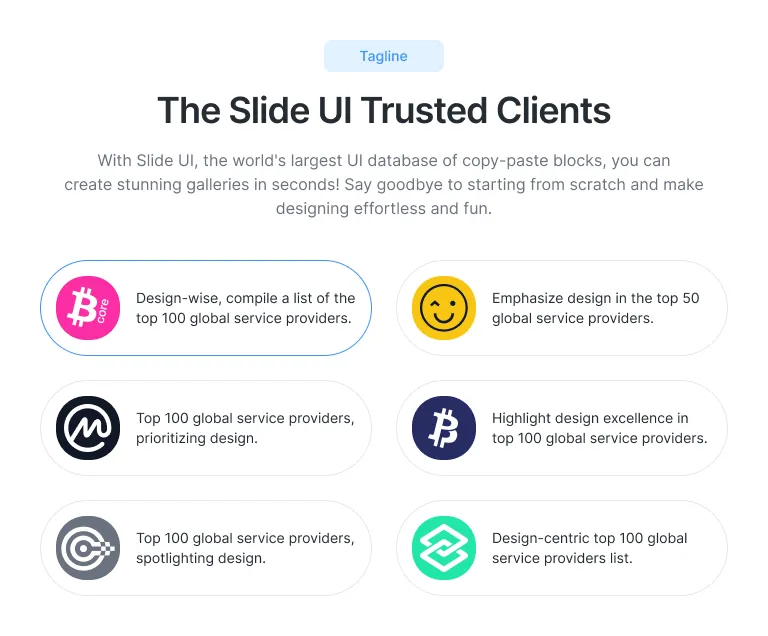 Tagline
The Slide UI Trusted Clients
With Slide UI, the world's largest UI database of copy-paste blocks, you can
create stunning galleries in seconds! Say goodbye to starting from scratch and make
designing effortless and fun.
core
Design-wise, compile a list of the
top 100 global service providers.
Emphasize design in the top 50
global service providers.
Top 100 global service providers,
prioritizing design.
Highlight design excellence in
top 100 global service providers.
Top 100 global service providers,
spotlighting design.
Design-centric top 100 global
service providers list.